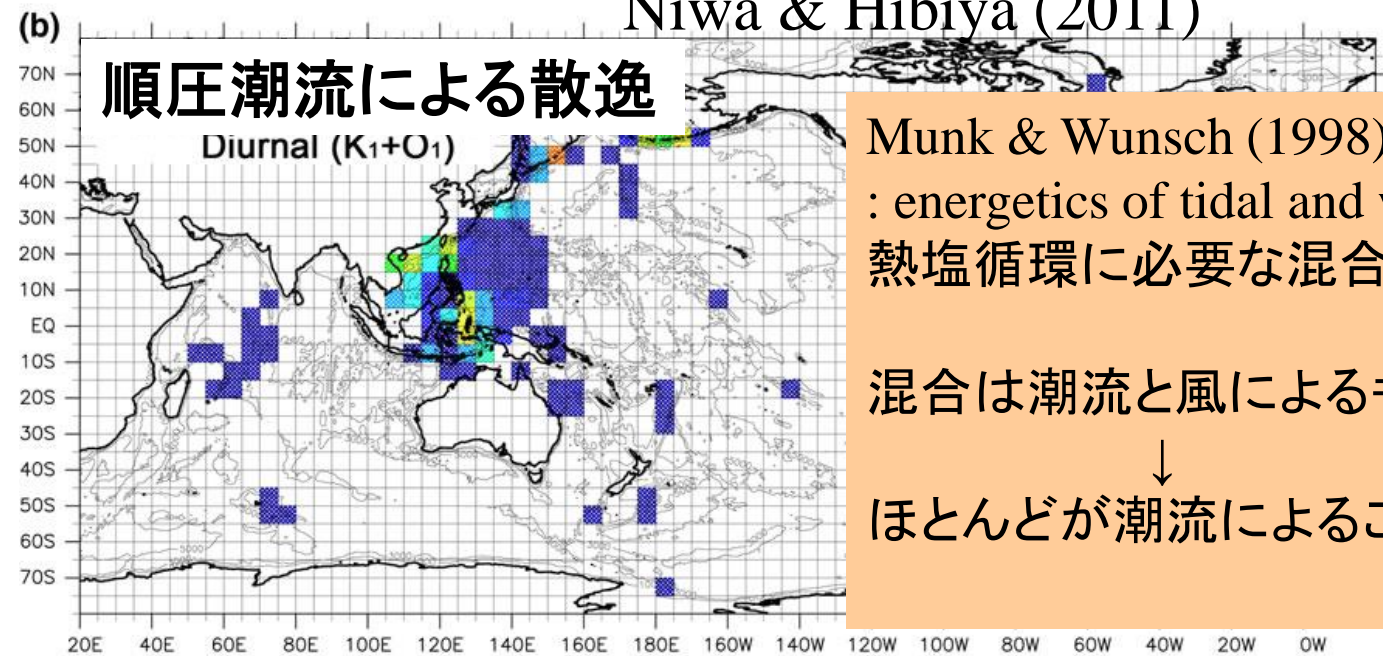 Niwa & Hibiya (2011)
(b)
順圧潮流による散逸
Diurnal (K1+O1)
70N
60N
50N
40N
30N
20N
10N
EQ
10S
20S
30S
40S
50S
60S
70S
Munk & Wunsch (1998)
: energetics of tidal and
熱塩循環に必要な混合
混合は潮流と風による
↓
ほとんどが潮流による
20E 40E 60E 80E 100E 120E 140E 160E 180E 160W 140W 120W 100W 80W 60W 40W 20W 0W